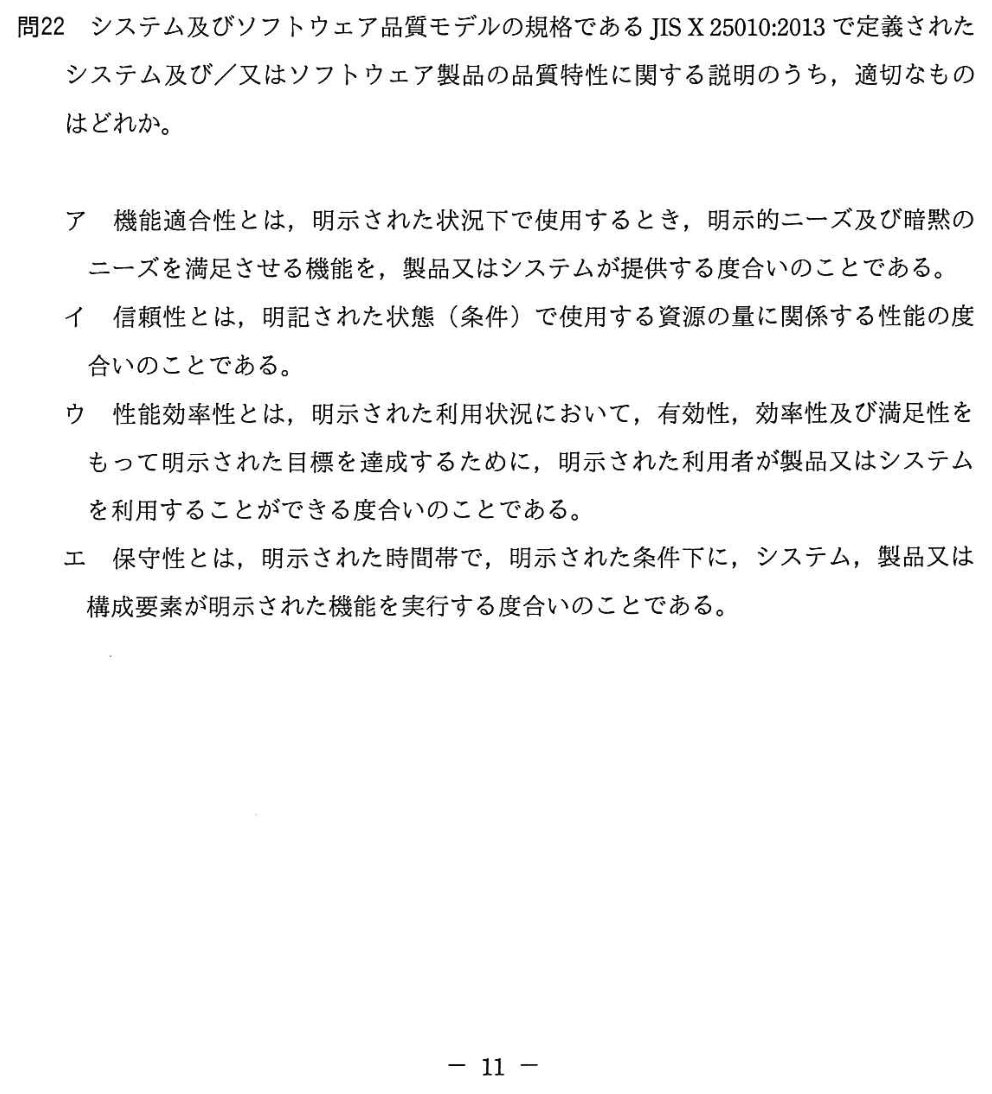 問22　システム及びソフトウェア品質モデルの規格である JIS X 25010:2013 で定義された
システム及び／又はソフトウェア製品の品質特性に関する説明のうち，適切なもの
はどれか。
ア　機能適合性とは，明示された状況下で使用するとき，明示的ニーズ及び暗黙の
ニーズを満足させる機能を，製品又はシステムが提供する度合いのことである。
イ　信頼性とは，明記された状態（条件）で使用する資源の量に関係する性能の度
合いのことである。
ウ　性能効率性とは，明示された利用状況において，有効性，効率性及び満足性を
もって明示された目標を達成するために，明示された利用者が製品又はシステム
を利用することができる度合いのことである。
エ　保守性とは，明示された時間帯で，明示された条件下に，システム，製品又は
構成要素が明示された機能を実行する度合いのことである。
－ 11 －